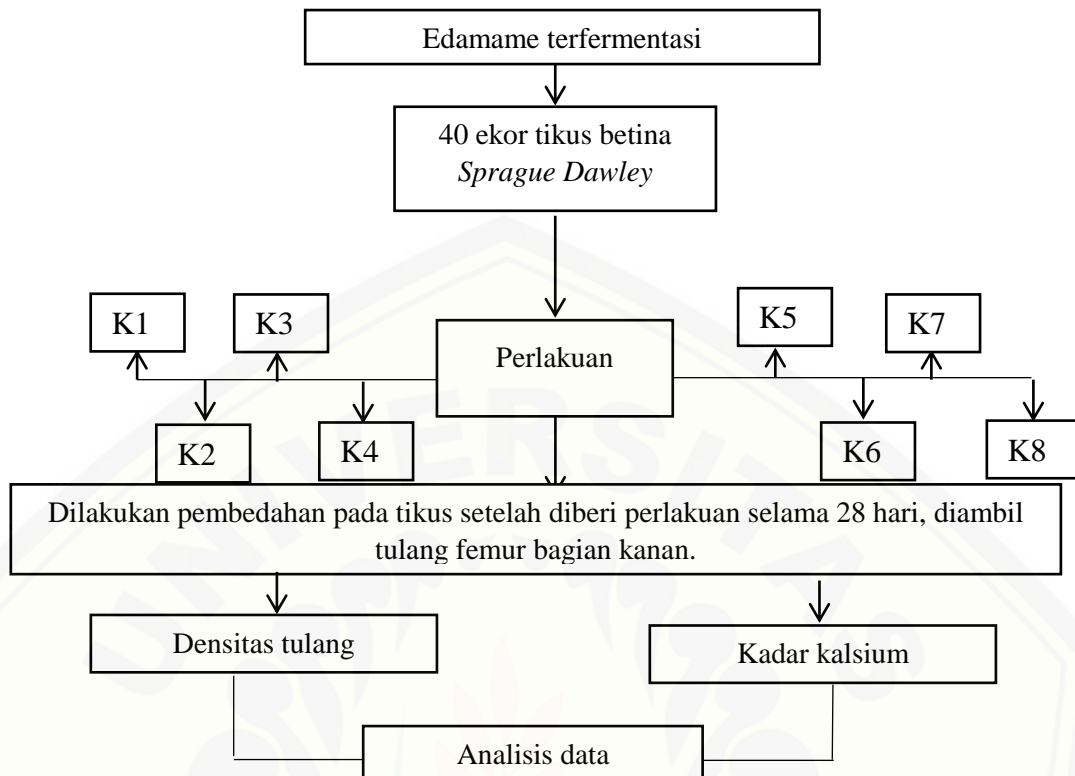 Edamame terfermentasi
40 ekor tikus betina
Sprague Dawley
K1
K3
Perlakuan
K5
K7
K2
K4
K6
K8
Dilakukan pembedahan pada tikus setelah diberi perlakuan selama 28 hari, diambil
tulang femur bagian kanan.
Densitas tulang
Kadar kalsium
Analisis data
UNIVERSITAS